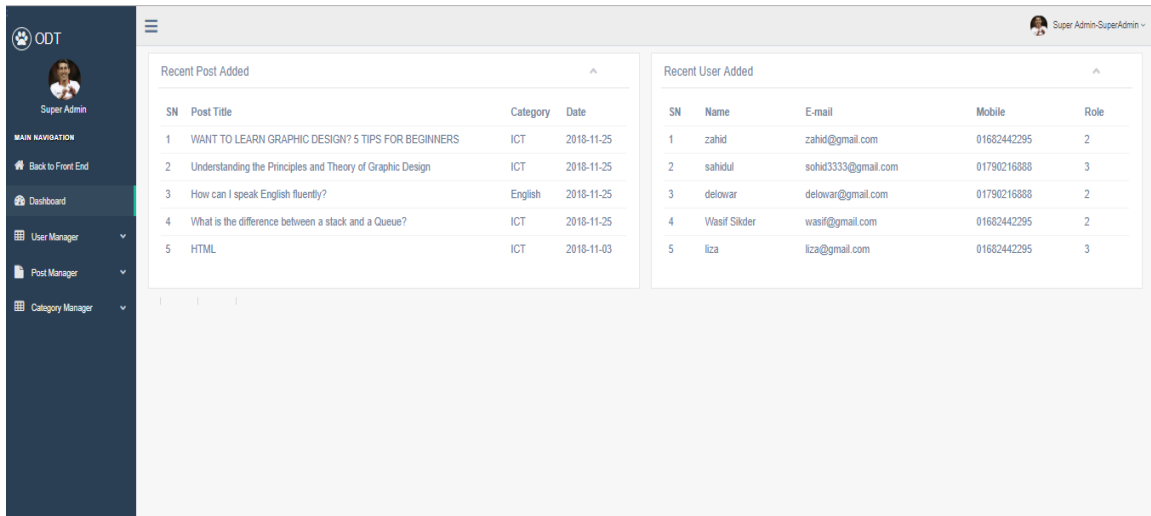 ODT
Super Admin
MAIN NAVIGATION
Back to Front End
Dashboard
User Manager
Post Manager
Category Manager
Super Admin-SuperAdmin
Recent Post Added
SN Post Title Category Date
1 WANT TO LEARN GRAPHIC DESIGN? 5 TIPS FOR BEGINNERS ICT 2018-11-25
2 Understanding the Principles and Theory of Graphic Design ICT 2018-11-25
3 How can I speak English fluently? English 2018-11-25
4 What is the difference between a stack and a Queue? ICT 2018-11-25
5 HTML ICT 2018-11-03
Recent User Added
SN Name E-mail Mobile Role
1 zahid zahid@gmail.com 01682442295 2
2 sahidul sohid3333@gmail.com 01790216888 3
3 delowar delowar@gmail.com 01790216888 2
4 Wasif Sikder wasif@gmail.com 01682442295 2
5 liza liza@gmail.com 01682442295 3